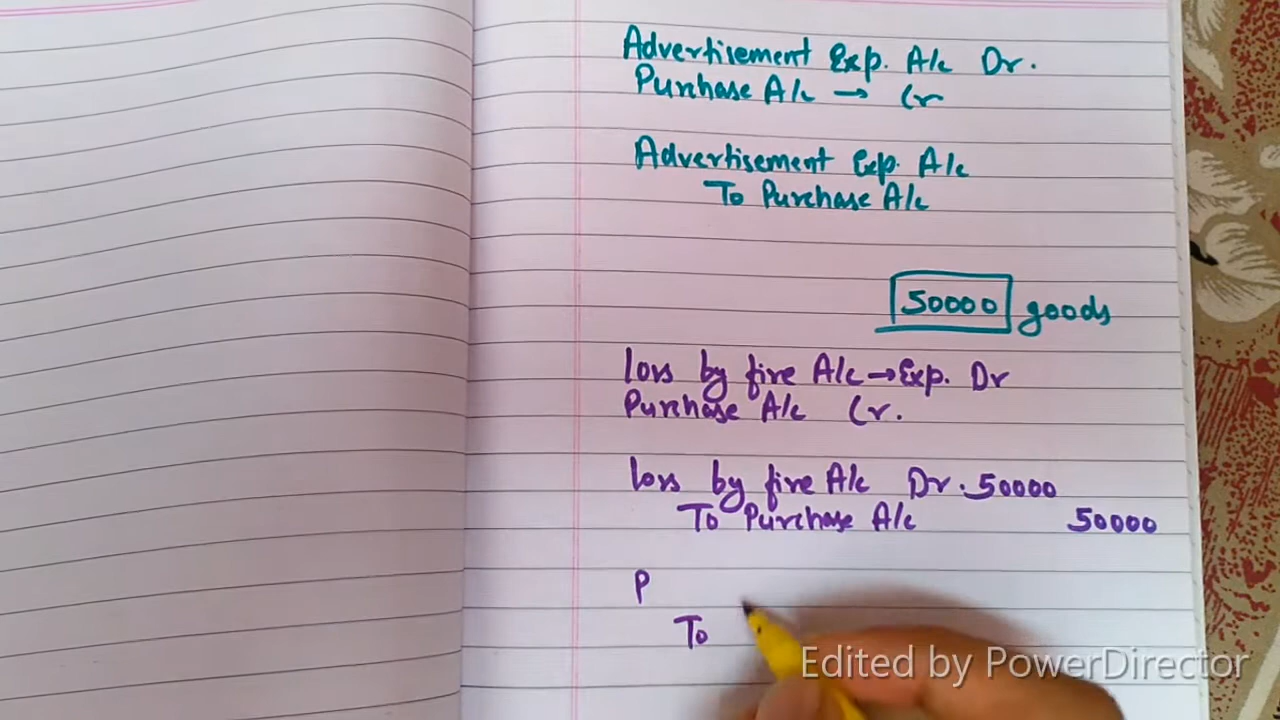 Advertisement Exp. A/c Dr.
Purchase A/c → Cr
Advertisement Exp. A/c
To Purchase A/c
50000 goods
loss by fire A/c → Exp. Dr
Purchase A/c Cr.
loss by fire A/c Dr. 50000
To Purchase A/c 50000
P
To
Edited by PowerDirector